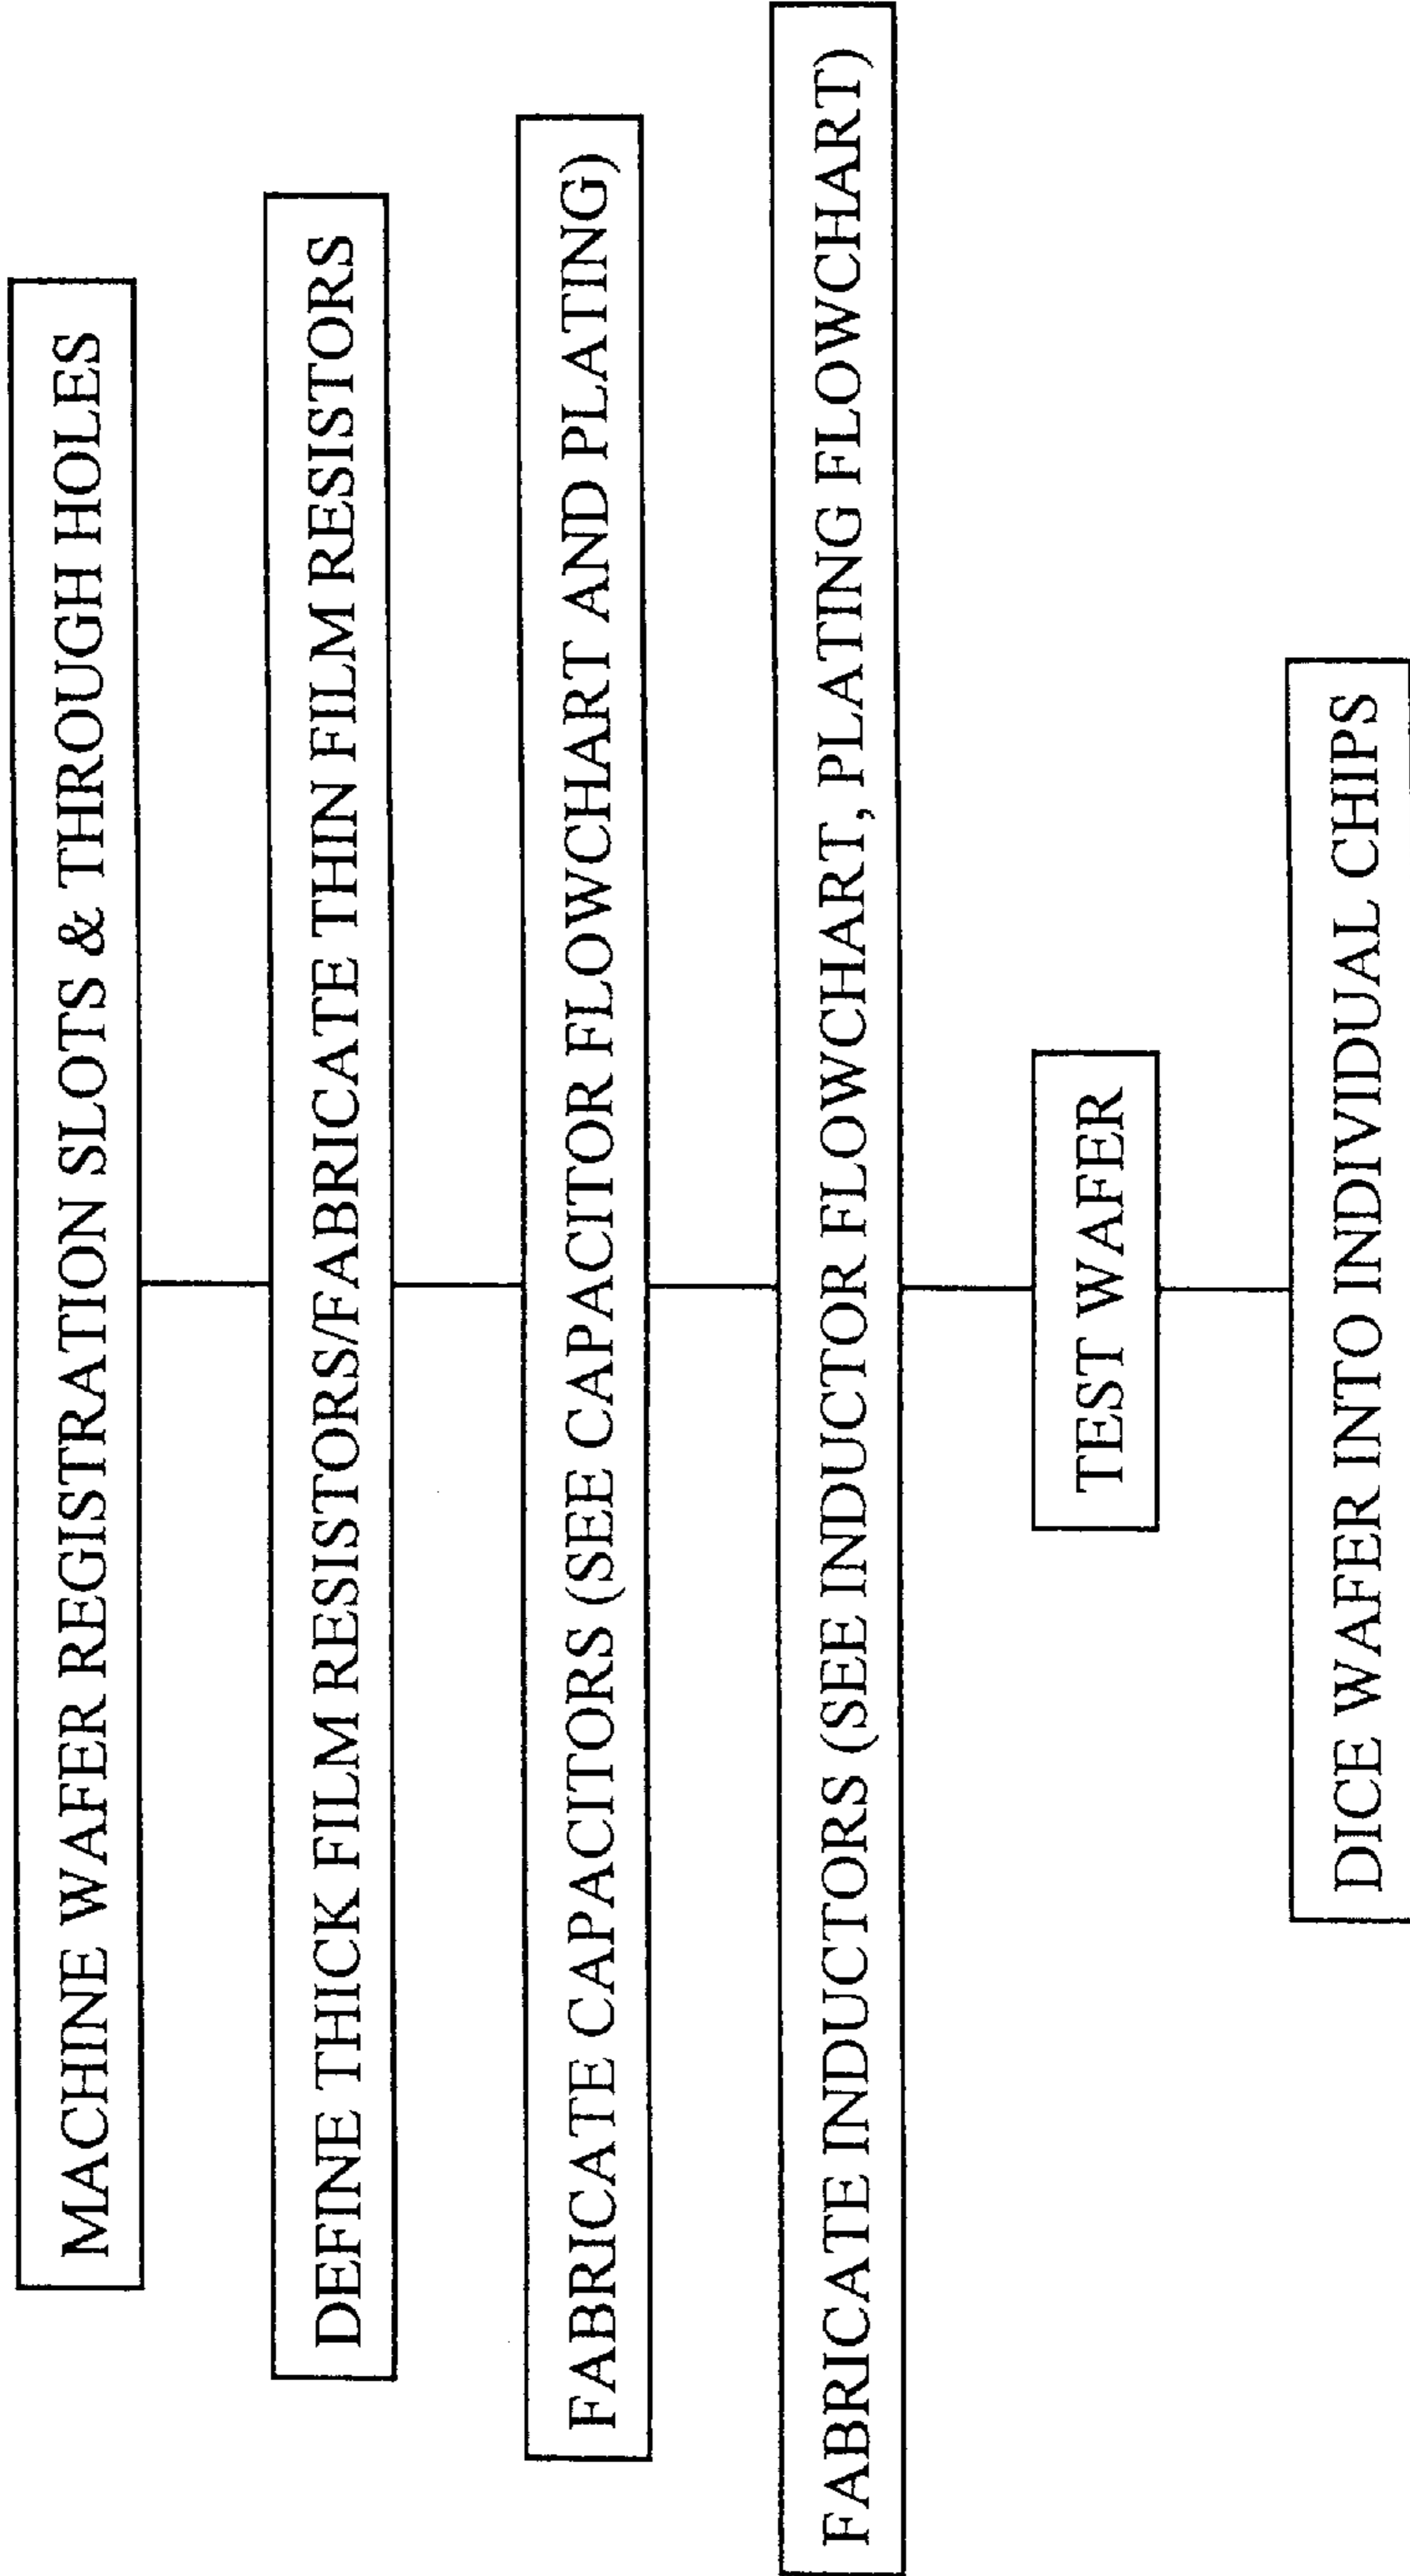 MACHINE WAFER REGISTRATION SLOTS & THROUGH HOLES
DEFINE THICK FILM RESISTORS/FABRICATE THIN FILM RESISTORS
FABRICATE CAPACITORS (SEE CAPACITOR FLOWCHART AND PLATING)
FABRICATE INDUCTORS (SEE INDUCTOR FLOWCHART, PLATING FLOWCHART)
TEST WAFER
DICE WAFER INTO INDIVIDUAL CHIPS